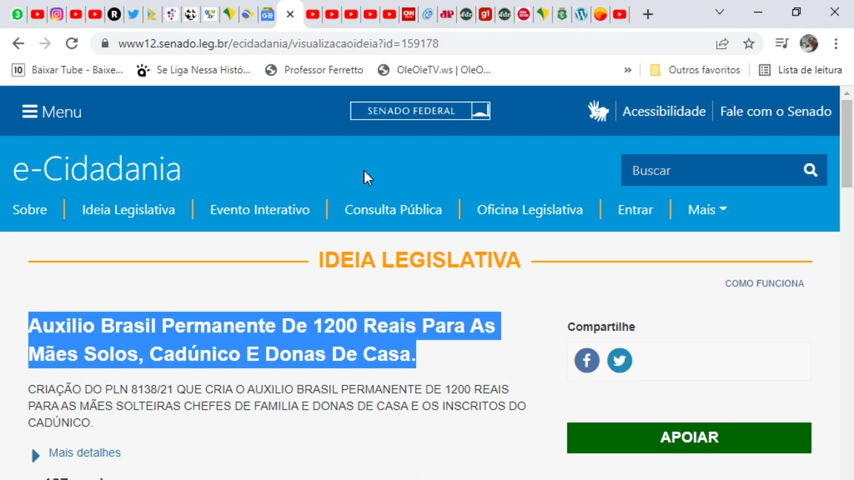 www12.senado.leg.br/ecidadania/visualizacaoideia?id=159178
Baixar Tube - Baixe...
Se Liga Nessa Histó...
Professor Ferretto
OleOleTV.ws | OleO...
»
Outros favoritos
Lista de leitura
Menu
SENADO FEDERAL
Acessibilidade
Fale com o Senado
e-Cidadania
Buscar
Sobre
Ideia Legislativa
Evento Interativo
Consulta Pública
Oficina Legislativa
Entrar
Mais
IDEIA LEGISLATIVA
COMO FUNCIONA
Auxilio Brasil Permanente De 1200 Reais Para As
Mães Solos, Cadúnico E Donas De Casa.
Compartilhe
CRIAÇÃO DO PLN 8138/21 QUE CRIA O AUXILIO BRASIL PERMANENTE DE 1200 REAIS
PARA AS MÃES SOLTEIRAS CHEFES DE FAMILIA E DONAS DE CASA E OS INSCRITOS DO
CADÚNICO.
APOIAR
Mais detalhes